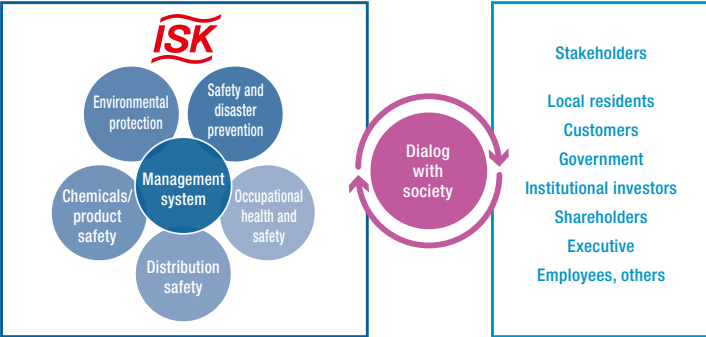 ISK
Environmental
protection
Safety and
disaster
prevention
Management
system
Chemicals/
product
safety
Occupational
health and
safety
Distribution
safety
Dialog
with
society
Stakeholders
Local residents
Customers
Government
Institutional investors
Shareholders
Executive
Employees, others